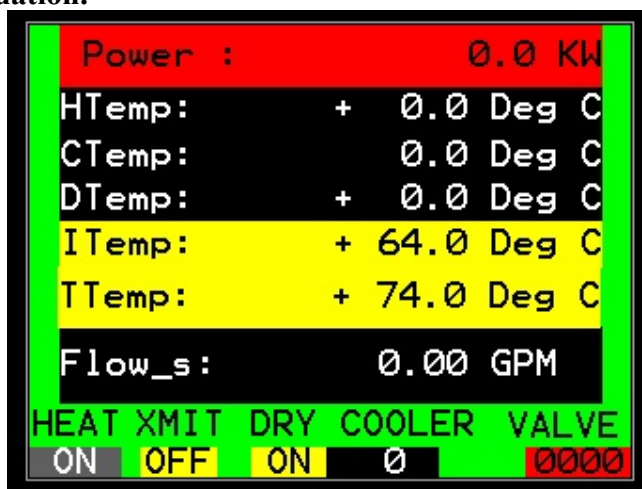 Power : 0.0 KW
HTemp: + 0.0 Deg C
CTemp: 0.0 Deg C
DTemp: + 0.0 Deg C
ITemp: + 64.0 Deg C
TTemp: + 74.0 Deg C
Flow_s: 0.00 GPM
HEAT XMIT DRY COOLER VALVE
ON OFF ON 0 0000